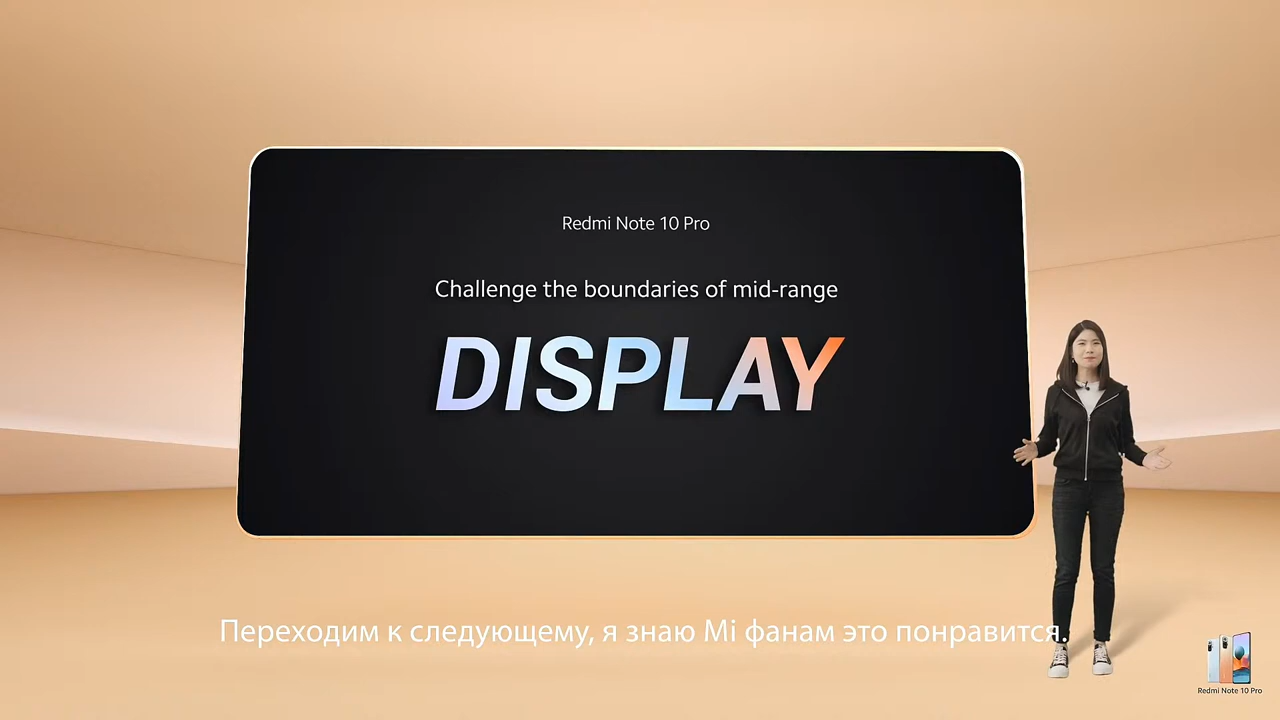 Redmi Note 10 Pro
Challenge the boundaries of mid-range
DISPLAY
Переходим к следующему, я знаю Mi фанам это понравится.
Redmi Note 10 Pro